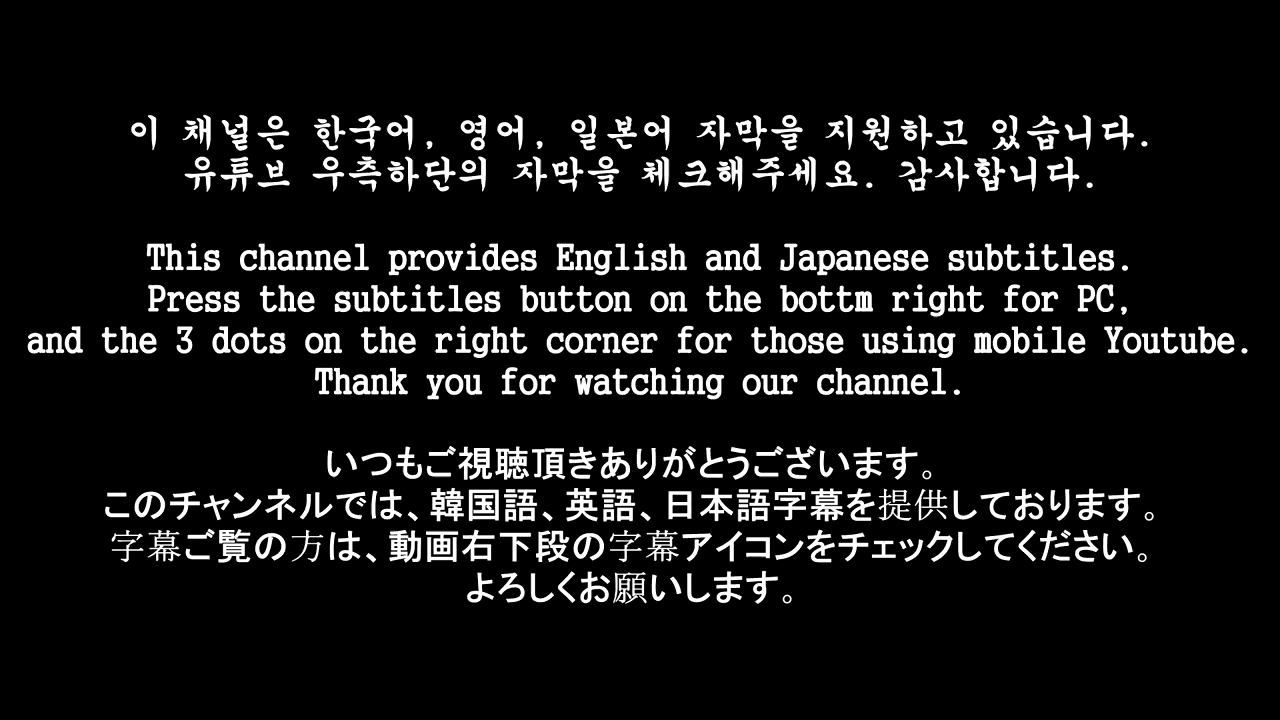 이 채널은 한국어, 영어, 일본어 자막을 지원하고 있습니다.
유튜브 우측하단의 자막을 체크해주세요. 감사합니다.
This channel provides English and Japanese subtitles.
Press the subtitles button on the bottm right for PC,
and the 3 dots on the right corner for those using mobile Youtube.
Thank you for watching our channel.
いつもご視聴頂きありがとうございます。
このチャンネルでは、韓国語、英語、日本語字幕を提供しております。
字幕ご覧の方は、動画右下段の字幕アイコンをチェックしてください。
よろしくお願いします。